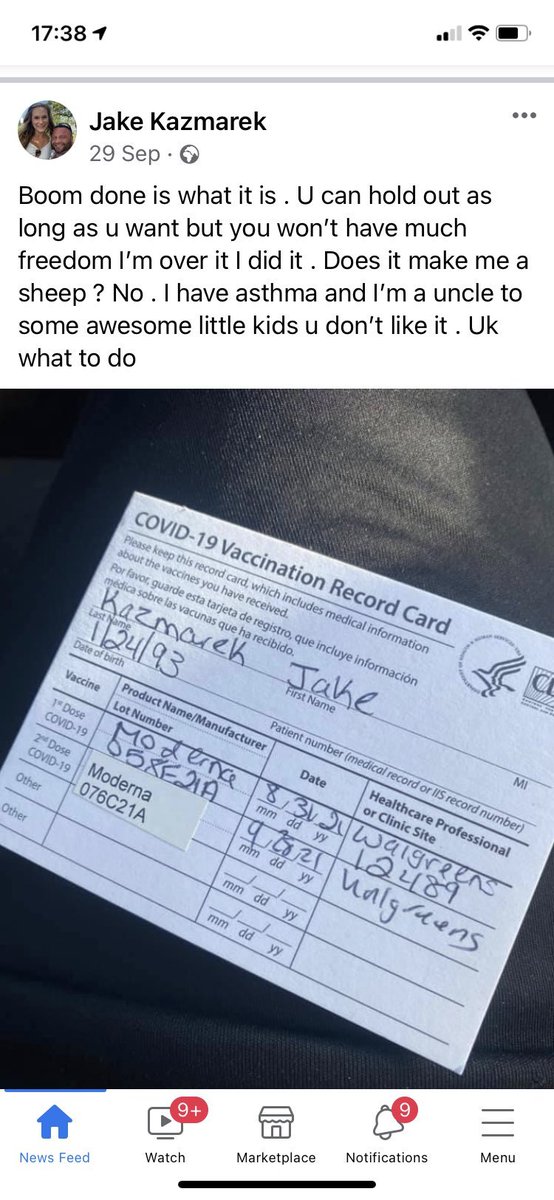 17:38
Jake Kazmarek
29 Sep
Boom done is what it is . U can hold out as
long as u want but you won’t have much
freedom I’m over it I did it . Does it make me a
sheep ? No . I have asthma and I’m a uncle to
some awesome little kids u don’t like it . Uk
what to do
COVID-19 Vaccination Record Card
Please keep this record card, which includes medical information
about the vaccines you have received.
Por favor, guarde esta tarjeta de registro, que incluye información
médica sobre las vacunas que ha recibido.
Kazmarek Jake
Last Name First Name MI
1/24/93
Date of birth Patient number (medical record or IIS record number)
Vaccine Product Name/Manufacturer Date Healthcare Professional
Lot Number or Clinic Site
1st Dose Moderna 8/31/21 Walgreens
COVID-19 mm dd yy 12489
2nd Dose Moderna Walgreens
COVID-19 076C21A mm dd yy
Other mm dd yy
Other mm dd yy
9+
9
News Feed Watch Marketplace Notifications Menu